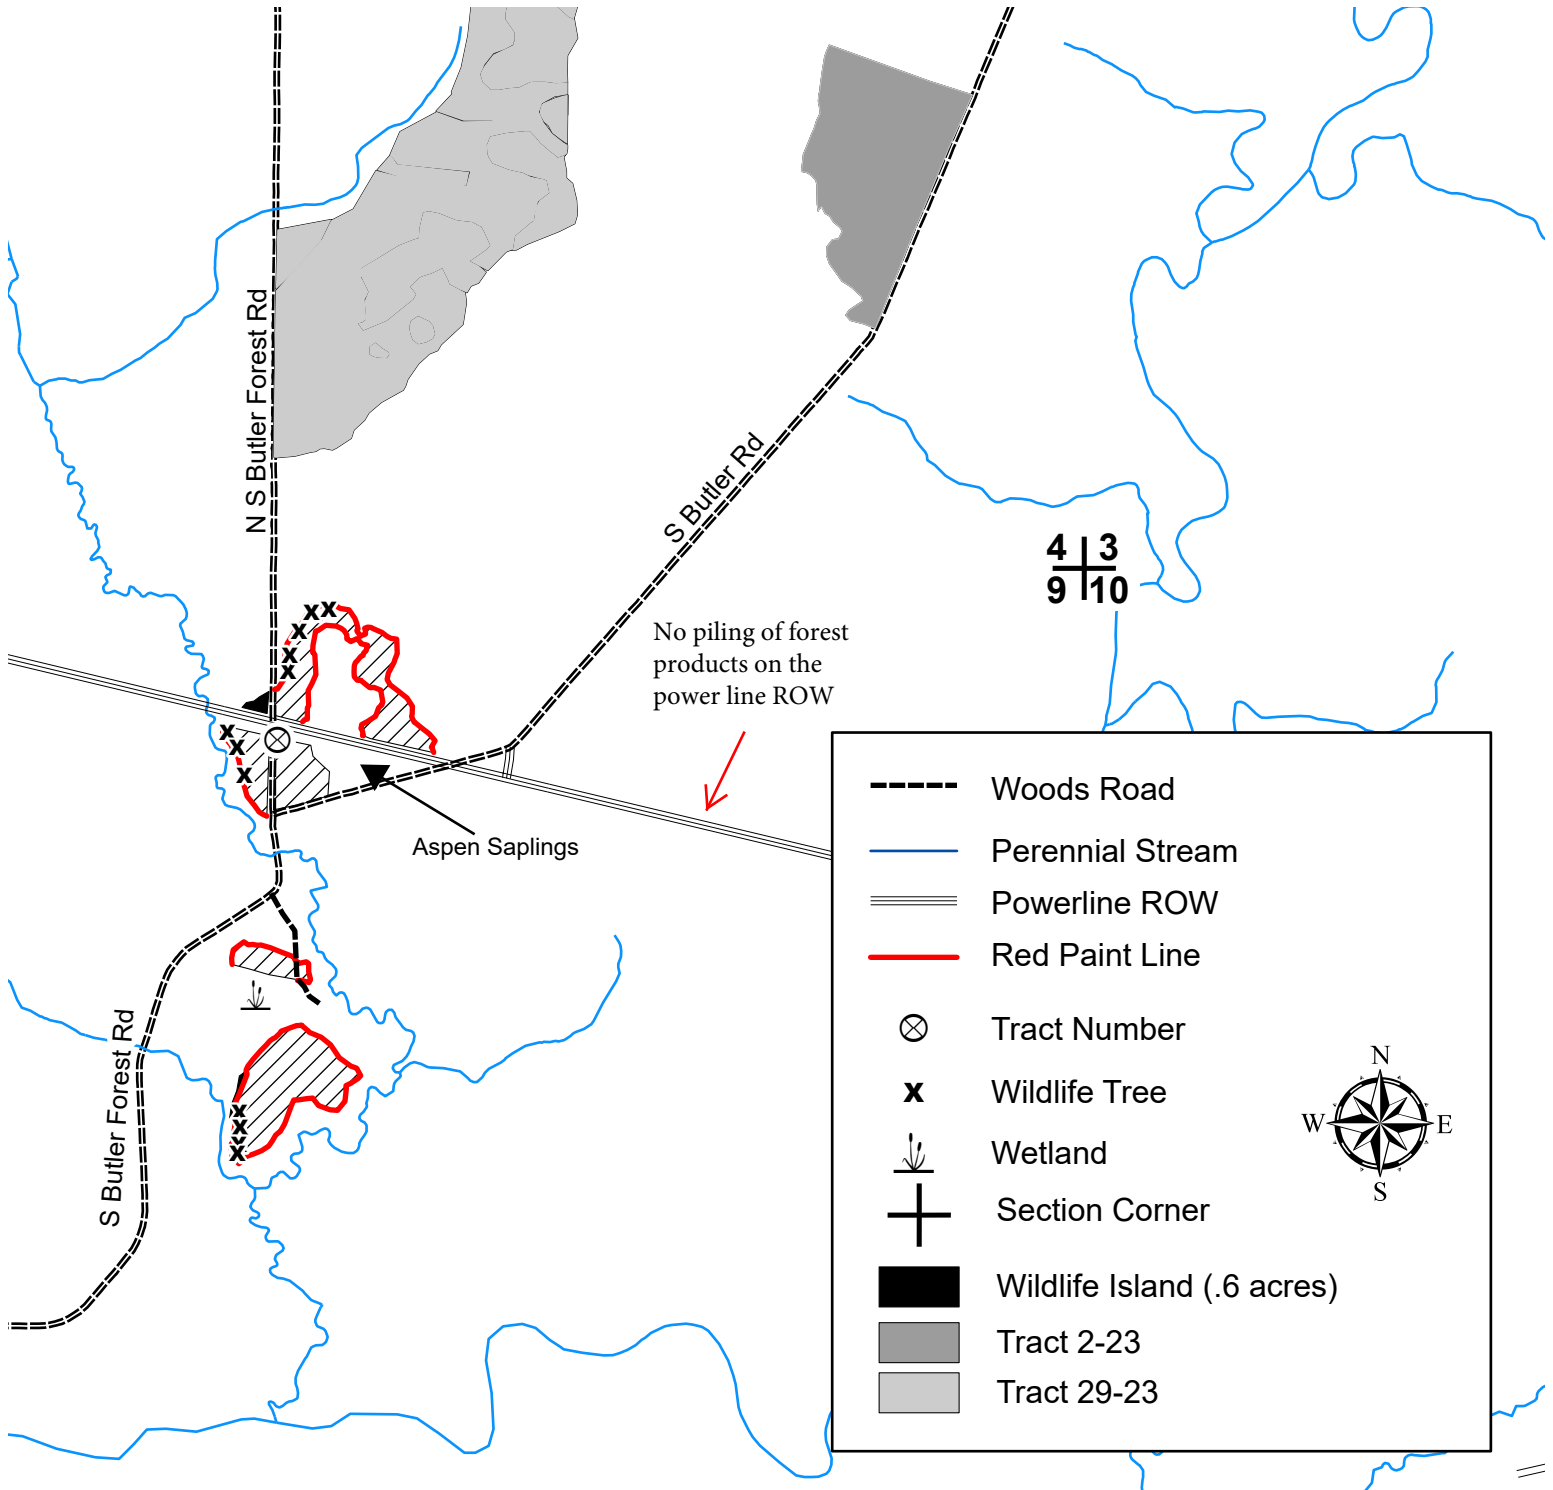 N S Butler Forest Rd
S Butler Rd
4 3
9 10
No piling of forest
products on the
power line ROW
x x
x
x
x
x
x
x
Aspen Saplings
S Butler Forest Rd
x
x
x
Woods Road
Perennial Stream
Powerline ROW
Red Paint Line
Tract Number
x Wildlife Tree
Wetland
Section Corner
Wildlife Island (.6 acres)
Tract 2-23
Tract 29-23
N
W E
S